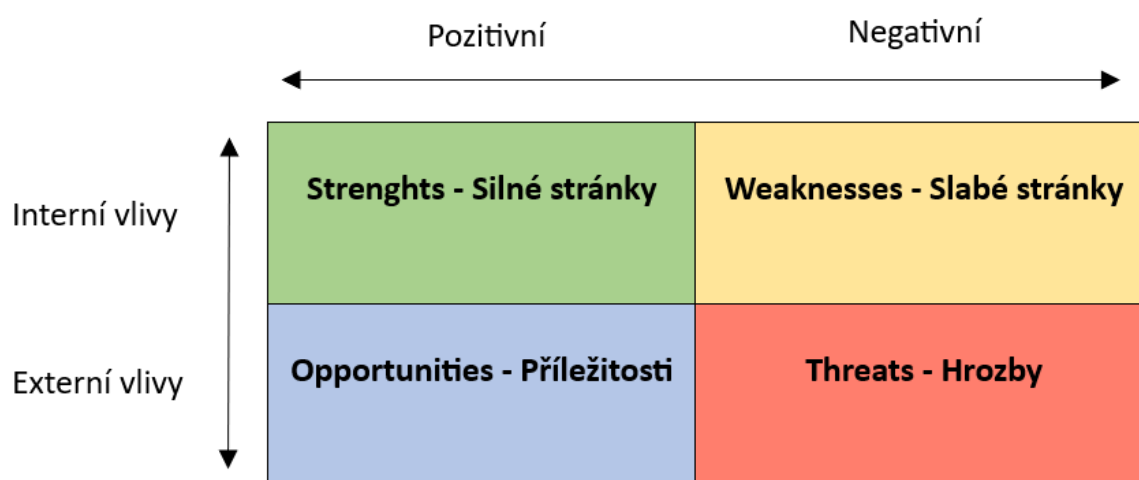 Pozitivní
Negativní
Interní vlivy
Strenghts - Silné stránky
Weaknesses - Slabé stránky
Externí vlivy
Opportunities - Příležitosti
Threats - Hrozby